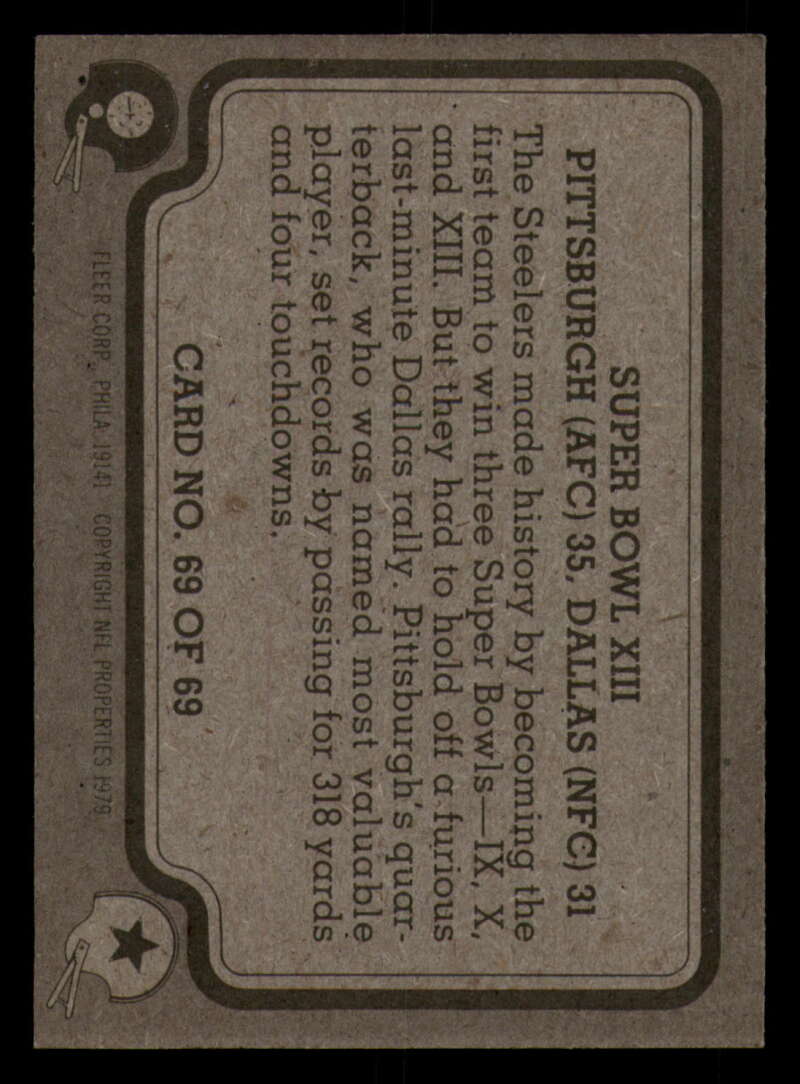 SUPER BOWL XIII
PITTSBURGH (AFC) 35, DALLAS (NFC) 31
The Steelers made history by becoming the
first team to win three Super Bowls—IX, X,
and XIII. But they had to hold off a furious
last-minute Dallas rally. Pittsburgh's quar-
terback, who was named most valuable
player, set records by passing for 318 yards
and four touchdowns.
CARD NO. 69 OF 69
FLEER CORP., PHILA. 19141 COPYRIGHT NFL PROPERTIES 1979